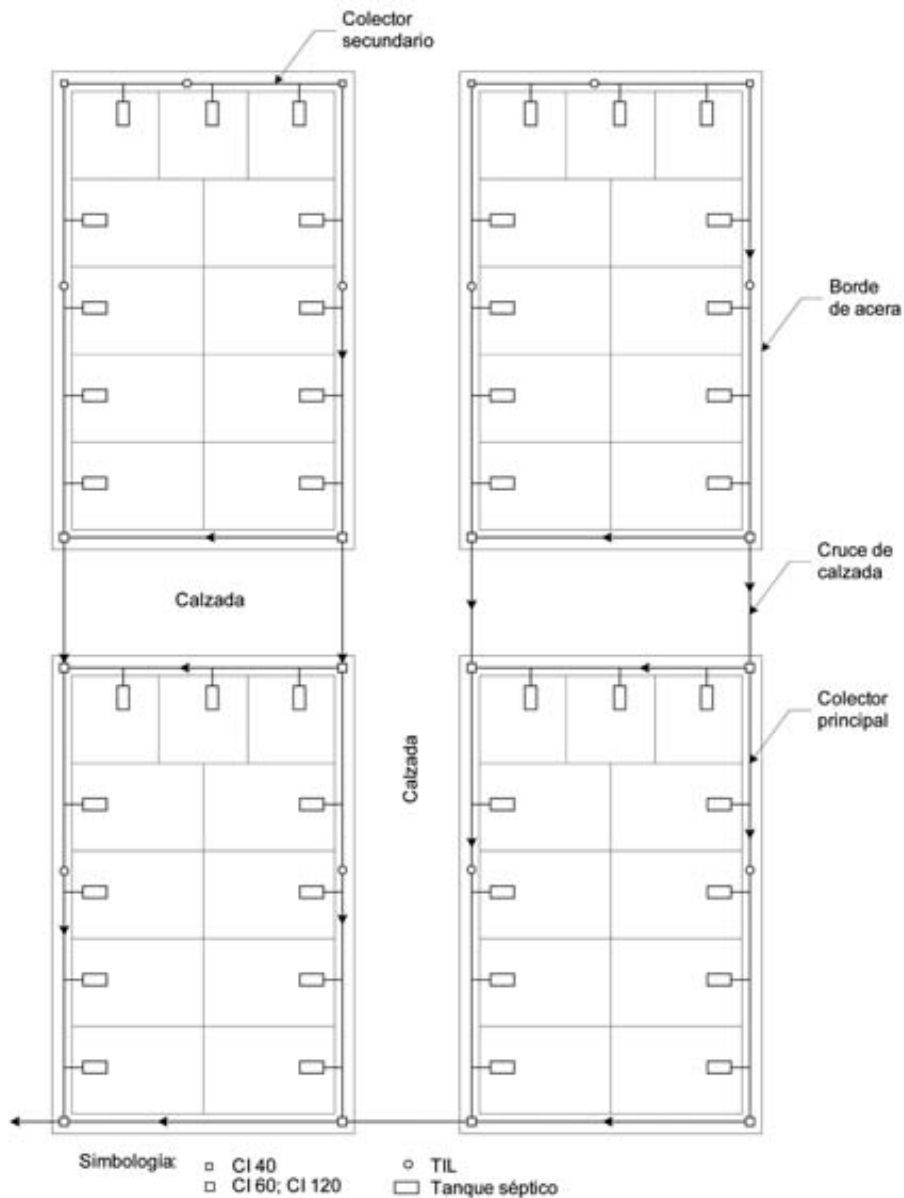 Colector
secundario
Borde
de acera
Cruce de
calzada
Calzada
Colector
principal
Calzada
Simbología:
CI 40
TIL
CI 60; CI 120
Tanque séptico